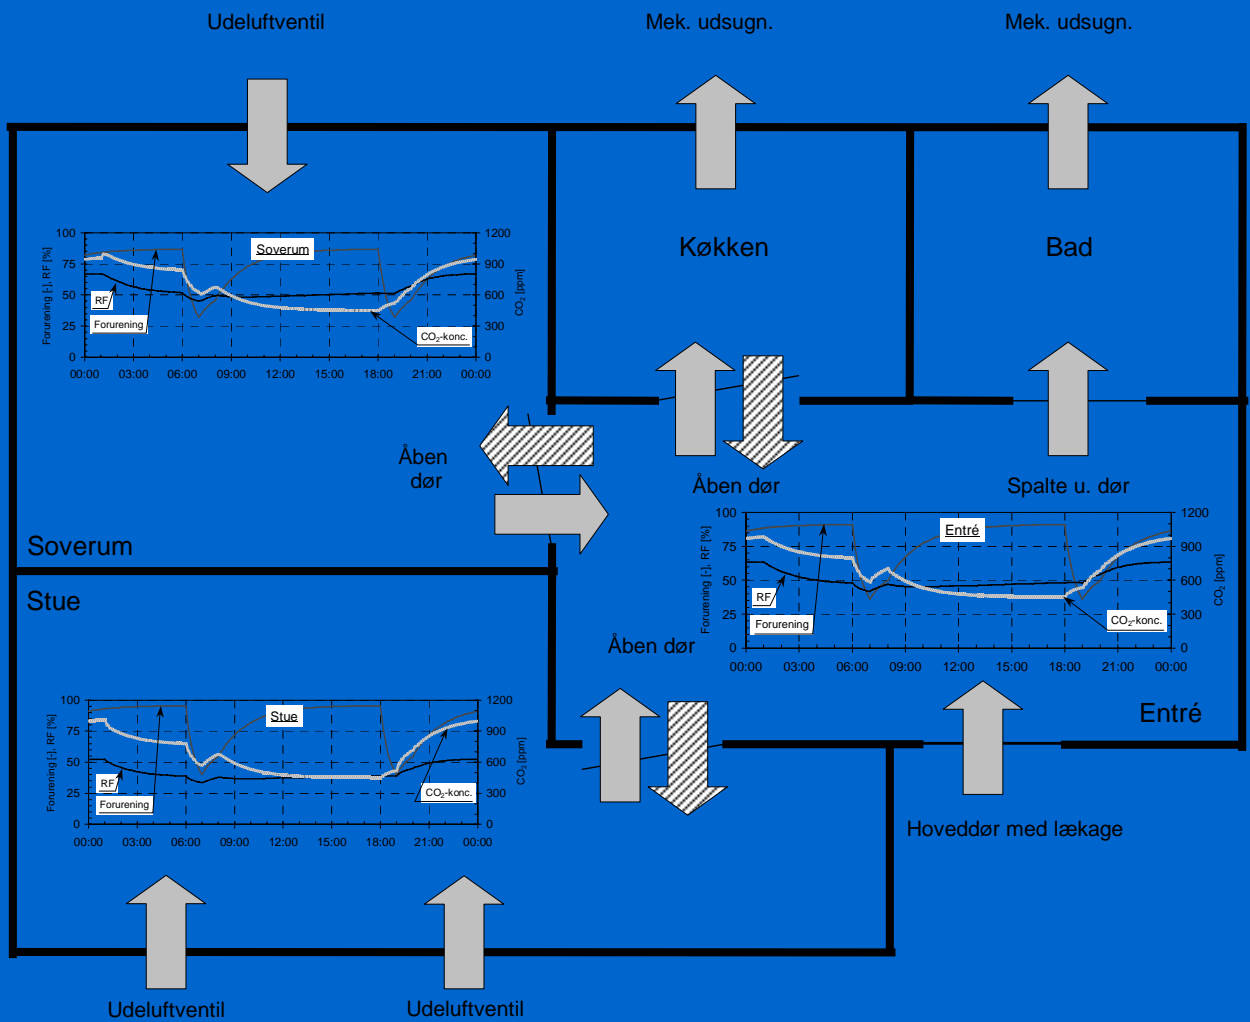 Udeluftventil
Mek. udsugn.
Mek. udsugn.
Køkken
Bad
Forurening [-], RF [%]
100
75
50
25
0
Soverum
RF
Forurening
CO₂-konc.
1200
900
600
300
0
CO₂ [ppm]
00:00 03:00 06:00 09:00 12:00 15:00 18:00 21:00 00:00
Åben
dør
Åben dør
Spalte u. dør
Soverum
Stue
Forurening [-], RF [%]
100
75
50
25
0
Entré
RF
Forurening
CO₂-konc.
1200
900
600
300
0
CO₂ [ppm]
00:00 03:00 06:00 09:00 12:00 15:00 18:00 21:00 00:00
Åben dør
Entré
Forurening [-], RF [%]
100
75
50
25
0
Stue
RF
Forurening
CO₂-konc.
1200
900
600
300
0
CO₂ [ppm]
00:00 03:00 06:00 09:00 12:00 15:00 18:00 21:00 00:00
Hoveddør med lækage
Udeluftventil
Udeluftventil